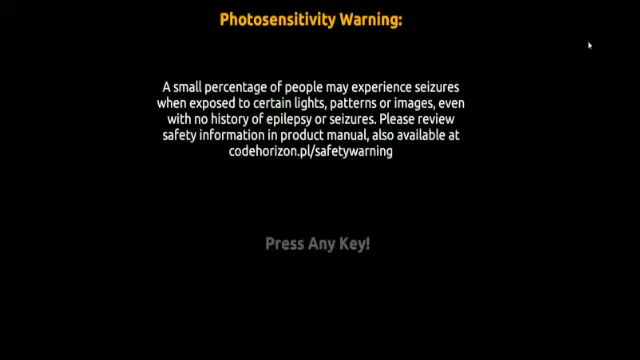 Photosensitivity Warning:
A small percentage of people may experience seizures
when exposed to certain lights, patterns or images, even
with no history of epilepsy or seizures. Please review
safety information in product manual, also available at
codehorizon.pl/safetywarning
Press Any Key!